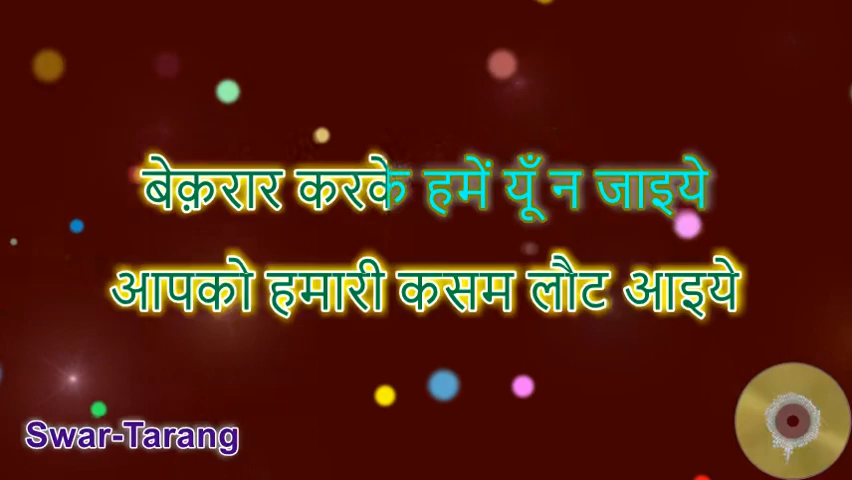 बेक़रार करके हमें यूँ न जाइये
आपको हमारी कसम लौट आइये
Swar-Tarang